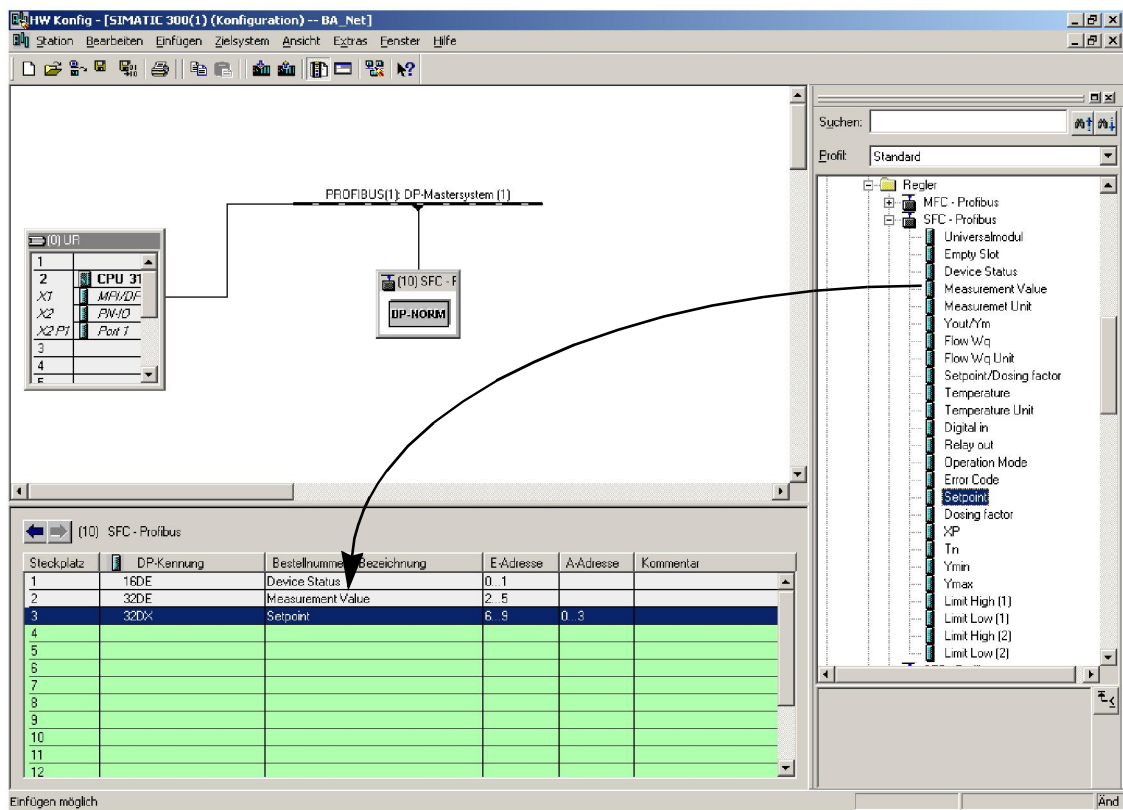 HW Konfig - [SIMATIC 300(1) (Konfiguration) -- BA_Net]
Station Bearbeiten Einfügen Zielsystem Ansicht Extras Fenster Hilfe
Suchen:
Profil: Standard
PROFIBUS(1): DP-Mastersystem (1)
(0) UR
1
2 CPU 31
X1 MPI/DP
X2 PN-IO
X2 P1 Port 1
3
4
5
(10) SFC - P
DP-NORM
Regler
MFC - Profibus
SFC - Profibus
Universalmodul
Empty Slot
Device Status
Measurement Value
Measuremet Unit
Yout/Ym
Flow Wq
Flow Wq Unit
Setpoint/Dosing factor
Temperature
Temperature Unit
Digital in
Relay out
Operation Mode
Error Code
Setpoint
Dosing factor
XP
Tn
Ymin
Ymax
Limit High (1)
Limit Low (1)
Limit High (2)
Limit Low (2)
(10) SFC - Profibus
Steckplatz DP-Kennung Bestellnummer Bezeichnung E-Adresse A-Adresse Kommentar
1 16DE Device Status 0...1
2 32DE Measurement Value 2...5
3 32DX Setpoint 6...9 0...3
4
5
6
7
8
9
10
11
12
Einfügen möglich
Änd